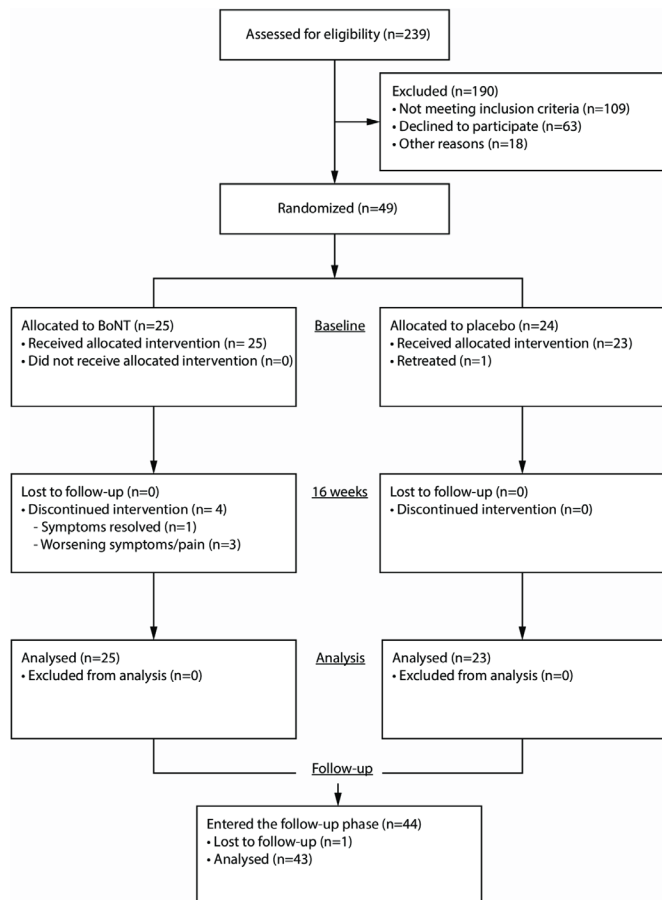 Assessed for eligibility (n=239)
Excluded (n=190)
• Not meeting inclusion criteria (n=109)
• Declined to participate (n=63)
• Other reasons (n=18)
Randomized (n=49)
Allocated to BoNT (n=25)
• Received allocated intervention (n= 25)
• Did not receive allocated intervention (n=0)
Baseline
Allocated to placebo (n=24)
• Received allocated intervention (n=23)
• Retreated (n=1)
Lost to follow-up (n=0)
• Discontinued intervention (n= 4)
- Symptoms resolved (n=1)
- Worsening symptoms/pain (n=3)
16 weeks
Lost to follow-up (n=0)
• Discontinued intervention (n=0)
Analysed (n=25)
• Excluded from analysis (n=0)
Analysis
Analysed (n=23)
• Excluded from analysis (n=0)
Follow-up
Entered the follow-up phase (n=44)
• Lost to follow-up (n=1)
• Analysed (n=43)